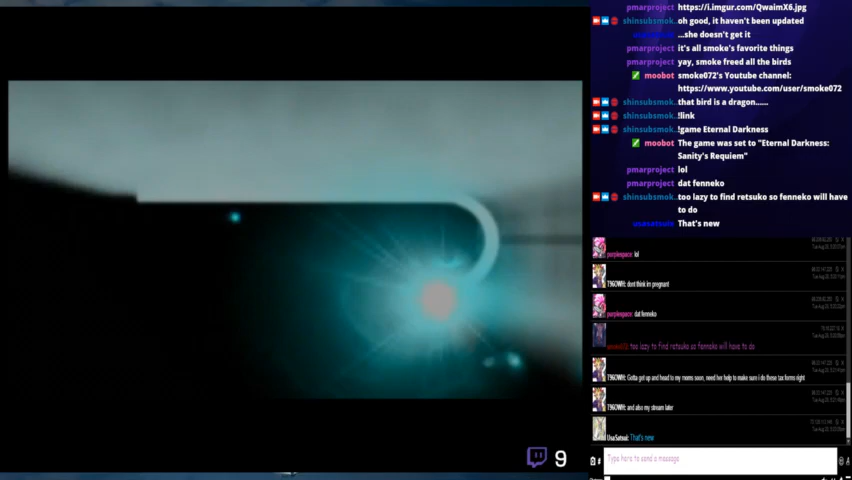 pmarproject https://i.imgur.com/QwaimX6.jpg
shinsubsmok.. oh good, it haven't been updated
...she doesn't get it
pmarproject it's all smoke's favorite things
pmarproject yay, smoke freed all the birds
moobot smoke072's Youtube channel:
https://www.youtube.com/user/smoke072
shinsubsmok.. that bird is a dragon......
shinsubsmok.. !link
shinsubsmok.. !game Eternal Darkness
moobot The game was set to "Eternal Darkness:
Sanity's Requiem"
pmarproject lol
pmarproject dat fenneko
shinsubsmok.. too lazy to find retsuko so fenneko will have
to do
That's new
purplespace: lol
T960WH: dont think im pregnant
purplespace: dat fenneko
too lazy to find retsuko so fenneko will have to do
T960WH: Gotta get up and head to my rooms soon, need her help to make sure i do these tax forms right
T960WH: and also my stream later
That's new
9
Type here to send a message